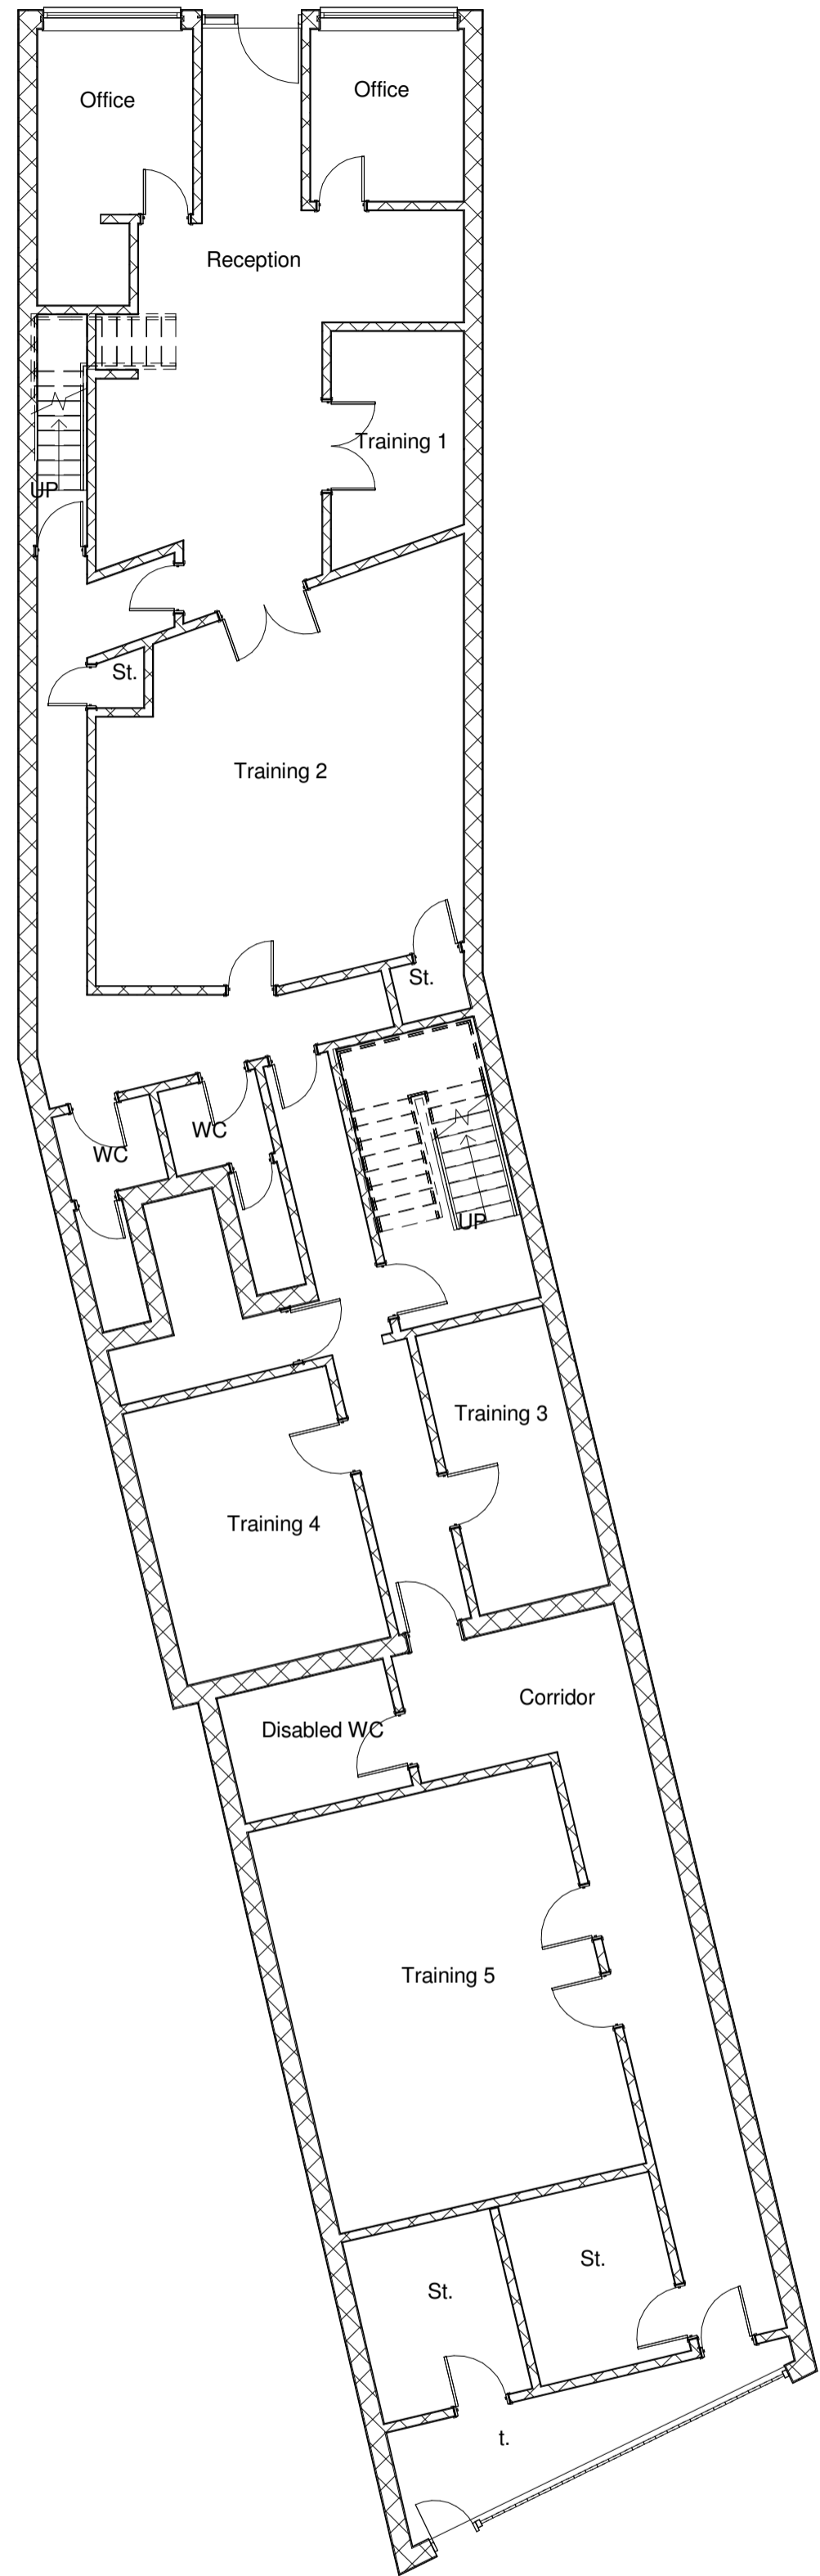 Office
Office
Reception
Training 1
UP
St.
Training 2
St.
WC
WC
UP
Training 3
Training 4
Corridor
Disabled WC
Training 5
St.
St.
t.